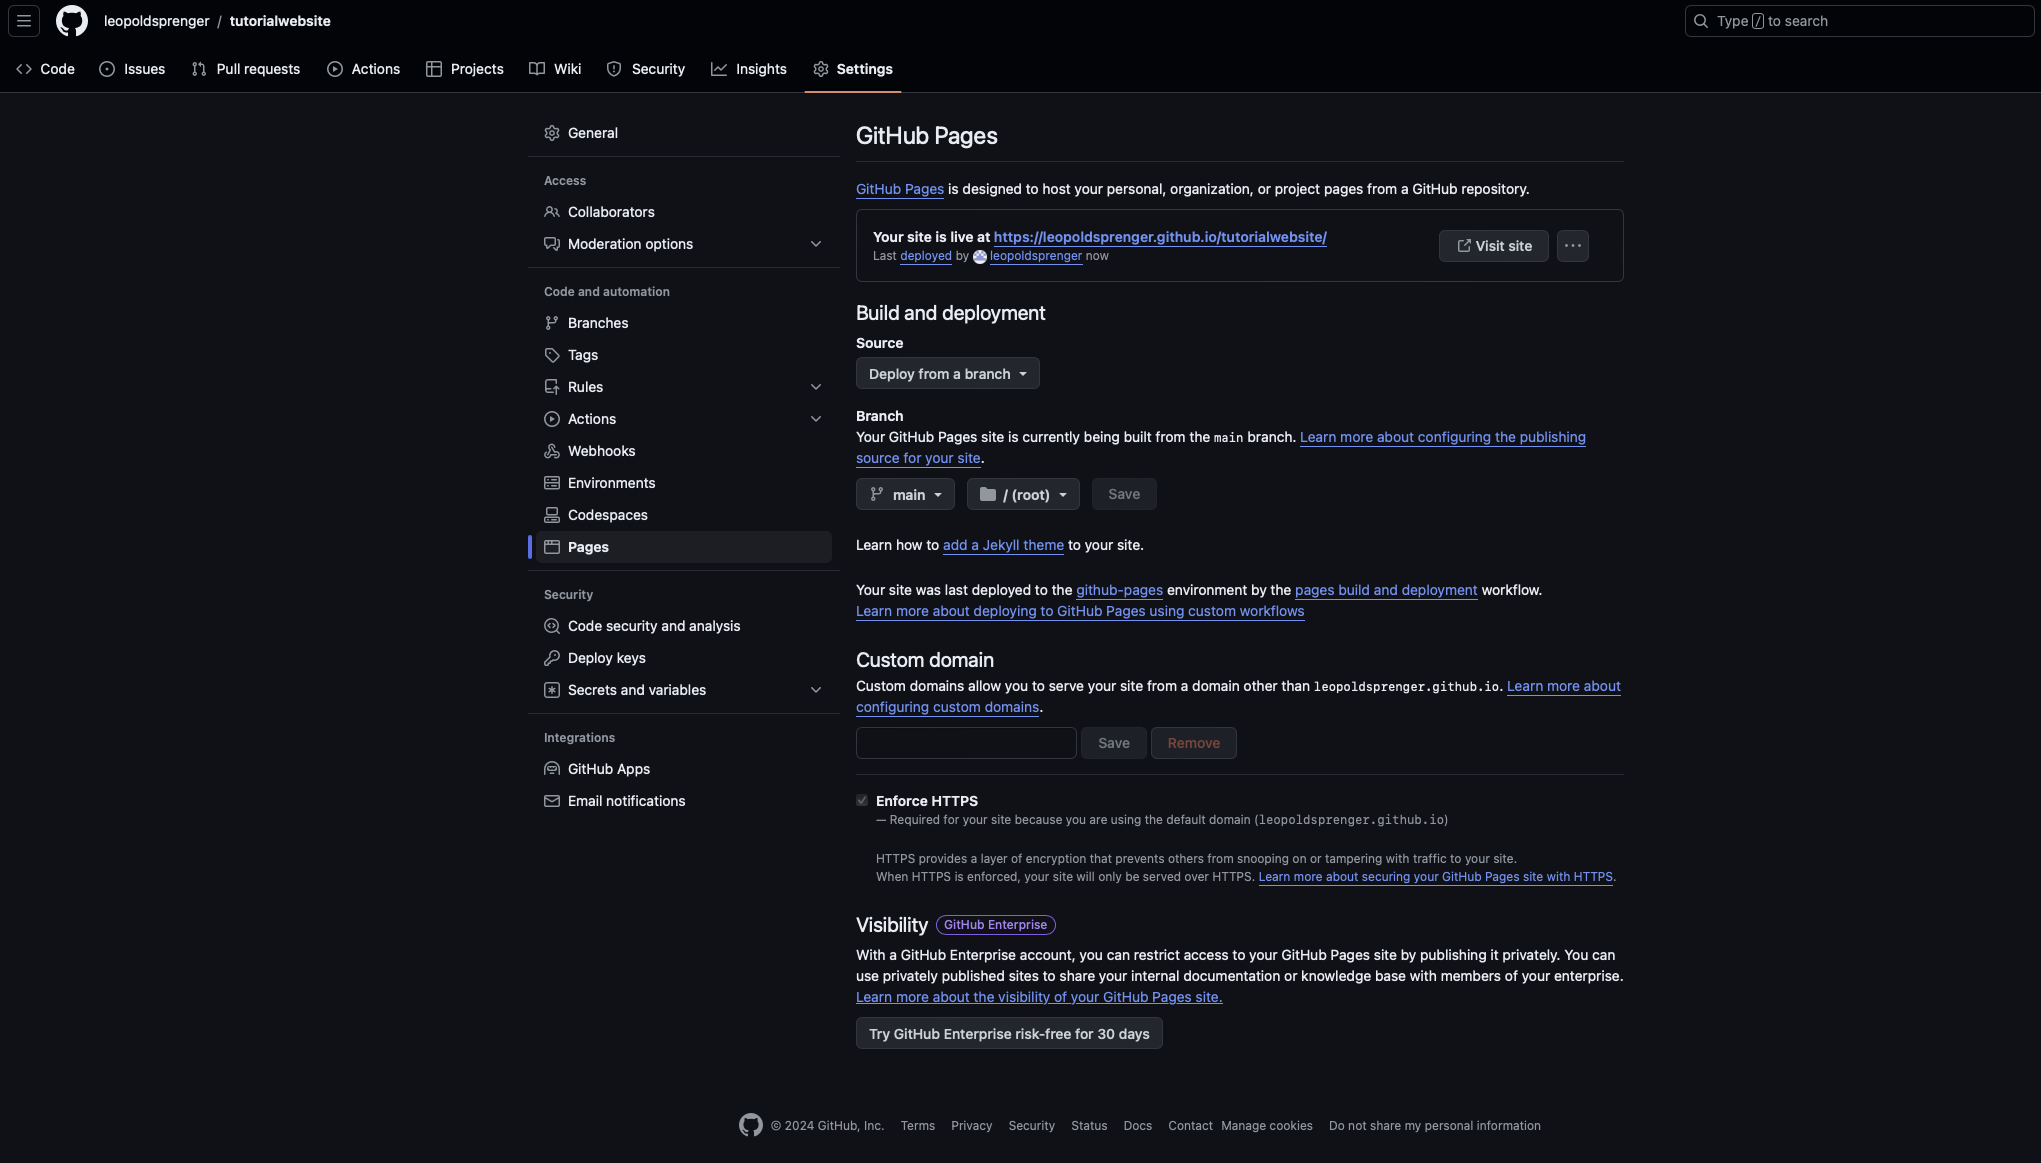 leopoldsprenger / tutorialwebsite
Type / to search
Code Issues Pull requests Actions Projects Wiki Security Insights Settings
General
Access
Collaborators
Moderation options
Code and automation
Branches
Tags
Rules
Actions
Webhooks
Environments
Codespaces
Pages
Security
Code security and analysis
Deploy keys
Secrets and variables
Integrations
GitHub Apps
Email notifications
GitHub Pages
GitHub Pages is designed to host your personal, organization, or project pages from a GitHub repository.
Your site is live at https://leopoldsprenger.github.io/tutorialwebsite/
Last deployed by leopoldsprenger now
Visit site
Build and deployment
Source
Deploy from a branch
Branch
Your GitHub Pages site is currently being built from the main branch. Learn more about configuring the publishing
source for your site.
main / (root) Save
Learn how to add a Jekyll theme to your site.
Your site was last deployed to the github-pages environment by the pages build and deployment workflow.
Learn more about deploying to GitHub Pages using custom workflows
Custom domain
Custom domains allow you to serve your site from a domain other than leopoldsprenger.github.io. Learn more about
configuring custom domains.
Save Remove
Enforce HTTPS
— Required for your site because you are using the default domain (leopoldsprenger.github.io)
HTTPS provides a layer of encryption that prevents others from snooping on or tampering with traffic to your site.
When HTTPS is enforced, your site will only be served over HTTPS. Learn more about securing your GitHub Pages site with HTTPS.
Visibility GitHub Enterprise
With a GitHub Enterprise account, you can restrict access to your GitHub Pages site by publishing it privately. You can
use privately published sites to share your internal documentation or knowledge base with members of your enterprise.
Learn more about the visibility of your GitHub Pages site.
Try GitHub Enterprise risk-free for 30 days
© 2024 GitHub, Inc. Terms Privacy Security Status Docs Contact Manage cookies Do not share my personal information